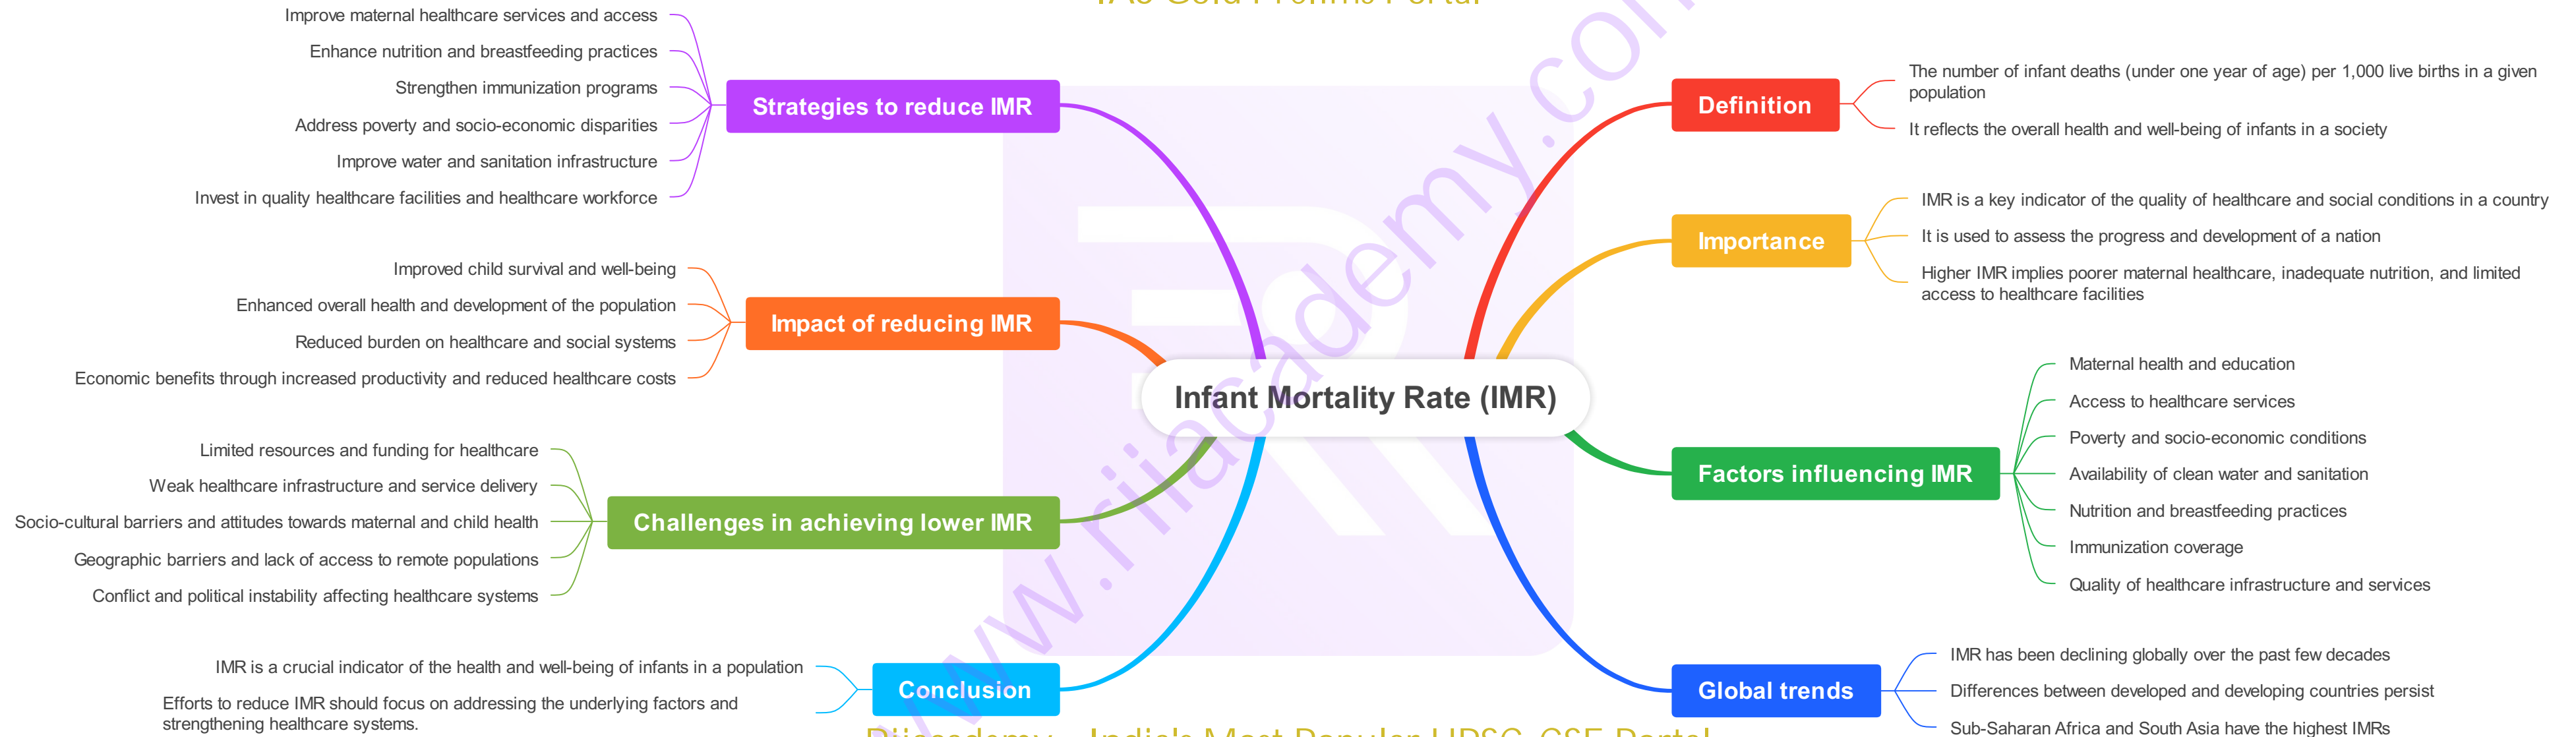 Infant Mortality Rate (IMR)
Definition
The number of infant deaths (under one year of age) per 1,000 live births in a given
population
It reflects the overall health and well-being of infants in a society
Importance
IMR is a key indicator of the quality of healthcare and social conditions in a country
It is used to assess the progress and development of a nation
Higher IMR implies poorer maternal healthcare, inadequate nutrition, and limited
access to healthcare facilities
Factors influencing IMR
Maternal health and education
Access to healthcare services
Poverty and socio-economic conditions
Availability of clean water and sanitation
Nutrition and breastfeeding practices
Immunization coverage
Quality of healthcare infrastructure and services
Global trends
IMR has been declining globally over the past few decades
Differences between developed and developing countries persist
Sub-Saharan Africa and South Asia have the highest IMRs
Strategies to reduce IMR
Improve maternal healthcare services and access
Enhance nutrition and breastfeeding practices
Strengthen immunization programs
Address poverty and socio-economic disparities
Improve water and sanitation infrastructure
Invest in quality healthcare facilities and healthcare workforce
Impact of reducing IMR
Improved child survival and well-being
Enhanced overall health and development of the population
Reduced burden on healthcare and social systems
Economic benefits through increased productivity and reduced healthcare costs
Challenges in achieving lower IMR
Limited resources and funding for healthcare
Weak healthcare infrastructure and service delivery
Socio-cultural barriers and attitudes towards maternal and child health
Geographic barriers and lack of access to remote populations
Conflict and political instability affecting healthcare systems
Conclusion
IMR is a crucial indicator of the health and well-being of infants in a population
Efforts to reduce IMR should focus on addressing the underlying factors and
strengthening healthcare systems.
www.riiacademy.com
India's Most Popular UPSC-CSE Portal